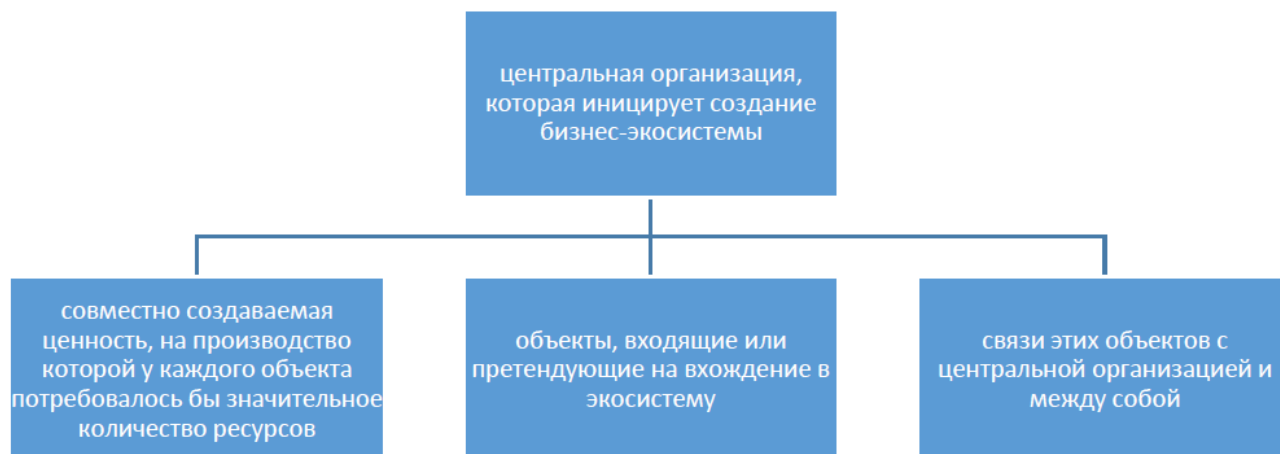 центральная организация,
которая иницирует создание
бизнес-экосистемы
совместно создаваемая
ценность, на производство
которой у каждого объекта
потребовалось бы значительное
количество ресурсов
объекты, входящие или
претендующие на вхождение в
экосистему
связи этих объектов с
центральной организацией и
между собой